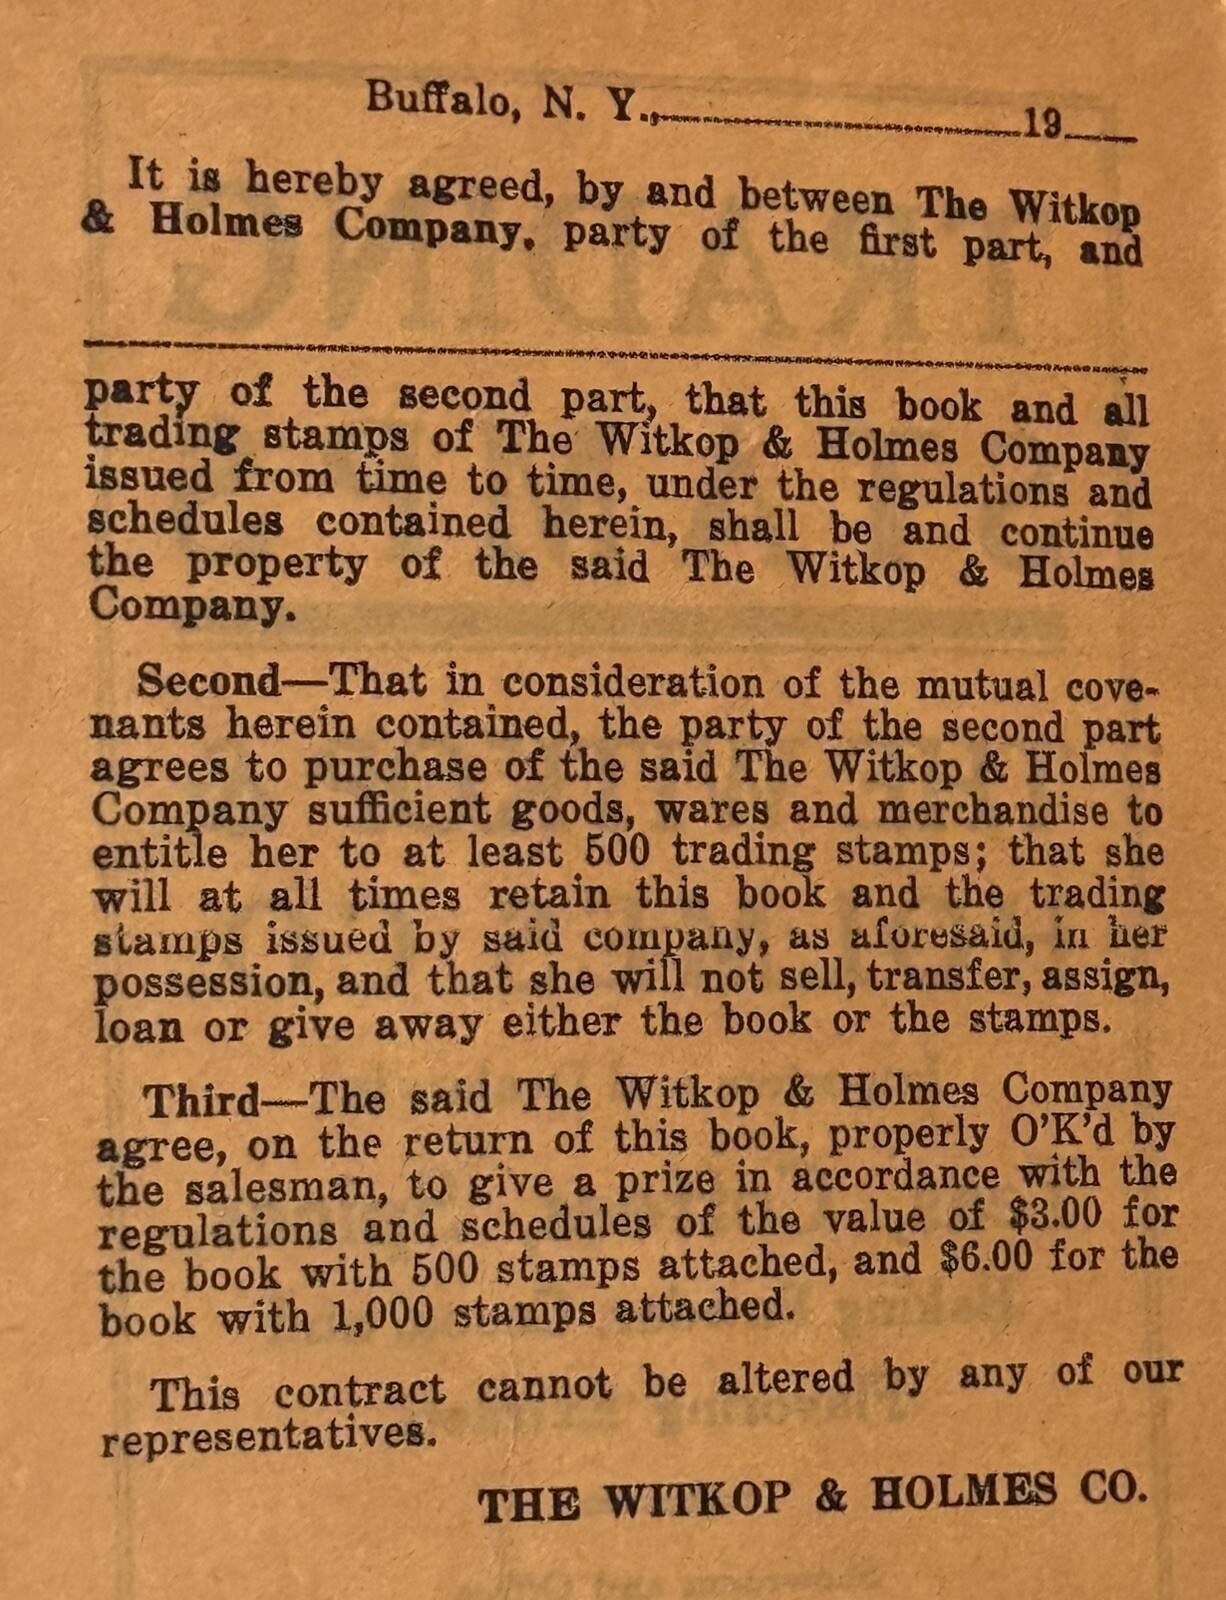 Buffalo, N. Y.,____________19____
It is hereby agreed, by and between The Witkop
& Holmes Company, party of the first part, and
party of the second part, that this book and all
trading stamps of The Witkop & Holmes Company
issued from time to time, under the regulations and
schedules contained herein, shall be and continue
the property of the said The Witkop & Holmes
Company.
Second—That in consideration of the mutual cove-
nants herein contained, the party of the second part
agrees to purchase of the said The Witkop & Holmes
Company sufficient goods, wares and merchandise to
entitle her to at least 500 trading stamps; that she
will at all times retain this book and the trading
stamps issued by said company, as aforesaid, in her
possession, and that she will not sell, transfer, assign,
loan or give away either the book or the stamps.
Third—The said The Witkop & Holmes Company
agree, on the return of this book, properly O'K'd by
the salesman, to give a prize in accordance with the
regulations and schedules of the value of $3.00 for
the book with 500 stamps attached, and $6.00 for the
book with 1,000 stamps attached.
This contract cannot be altered by any of our
representatives.
THE WITKOP & HOLMES CO.